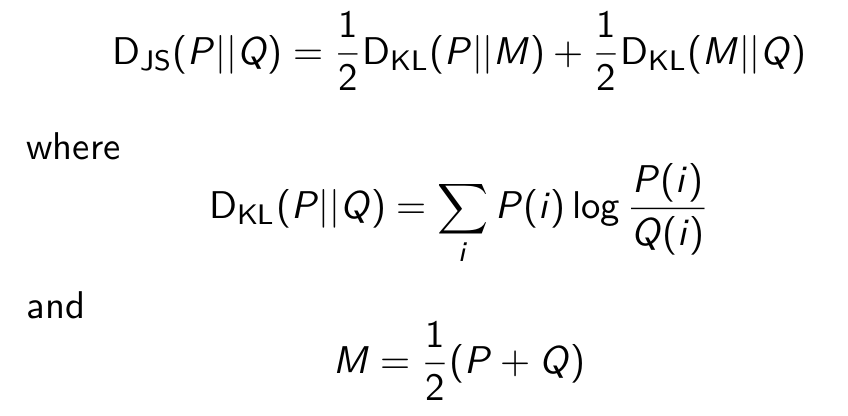 D_JS(P||Q) = 1/2 D_KL(P||M) + 1/2 D_KL(M||Q)
where
D_KL(P||Q) = ∑_i P(i) log P(i)/Q(i)
and
M = 1/2 (P + Q)